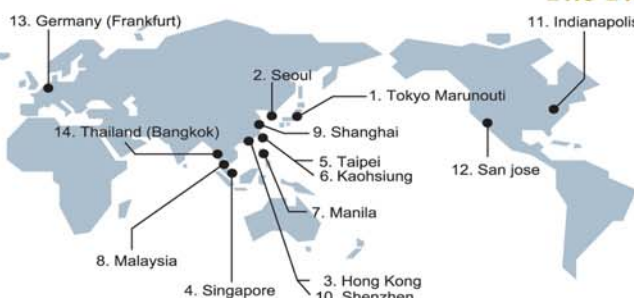 13. Germany (Frankfurt)
11. Indianapolis
2. Seoul
1. Tokyo Marunouti
14. Thailand (Bangkok)
9. Shanghai
5. Taipei
6. Kaohsiung
12. San jose
7. Manila
8. Malaysia
3. Hong Kong
4. Singapore
10. Shenzhen